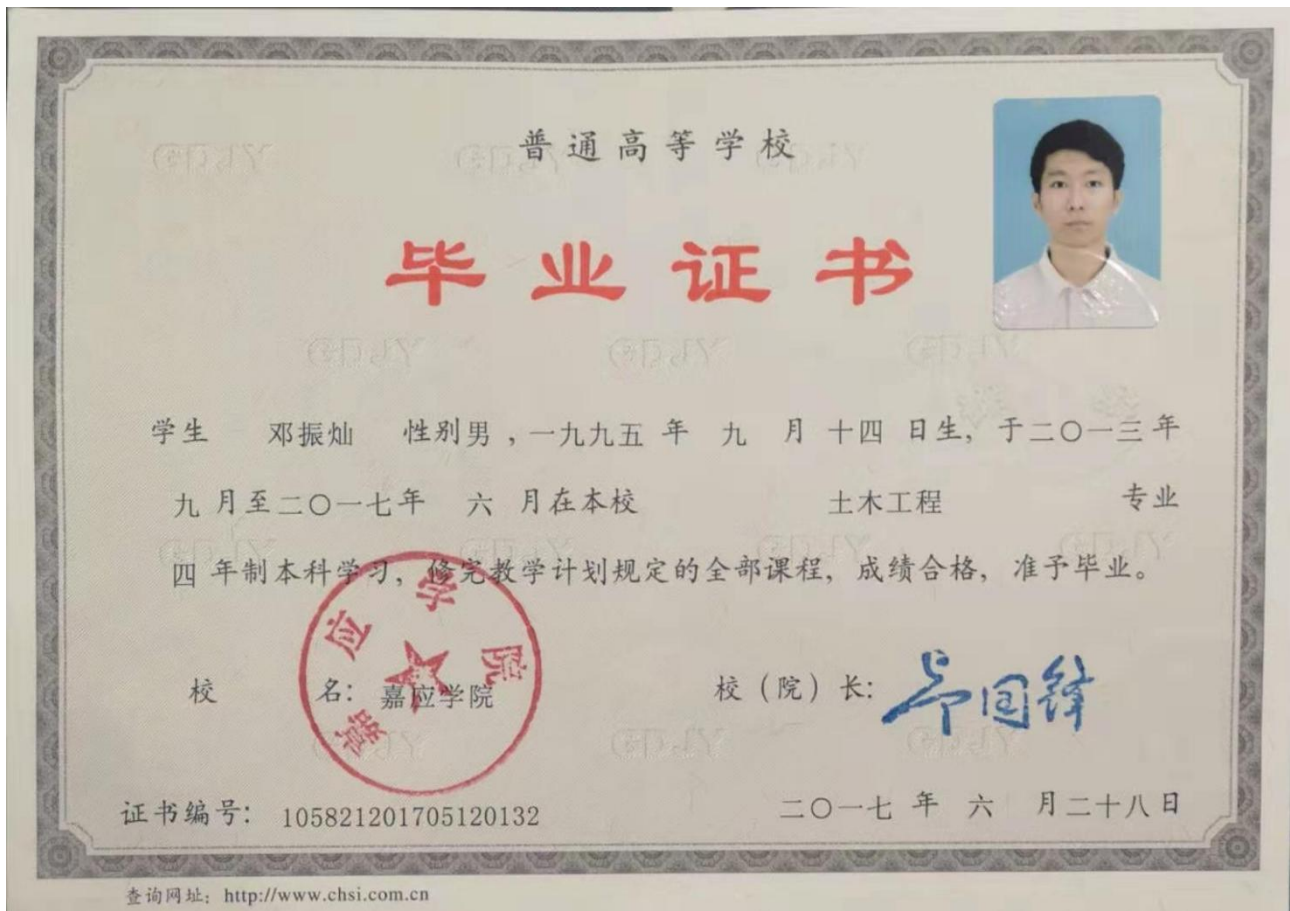 普通高等学校
毕业证书
学生 邓振灿 性别男，一九九五年 九 月十四日生，于二〇一三年
九月至二〇一七年 六 月在本校 土木工程 专业
四年制本科学习，修完教学计划规定的全部课程，成绩合格，准予毕业。
嘉应学院
校 名：嘉应学院 校（院）长：
证书编号：105821201705120132 二〇一七年 六 月二十八日
查询网址：http://www.chsi.com.cn